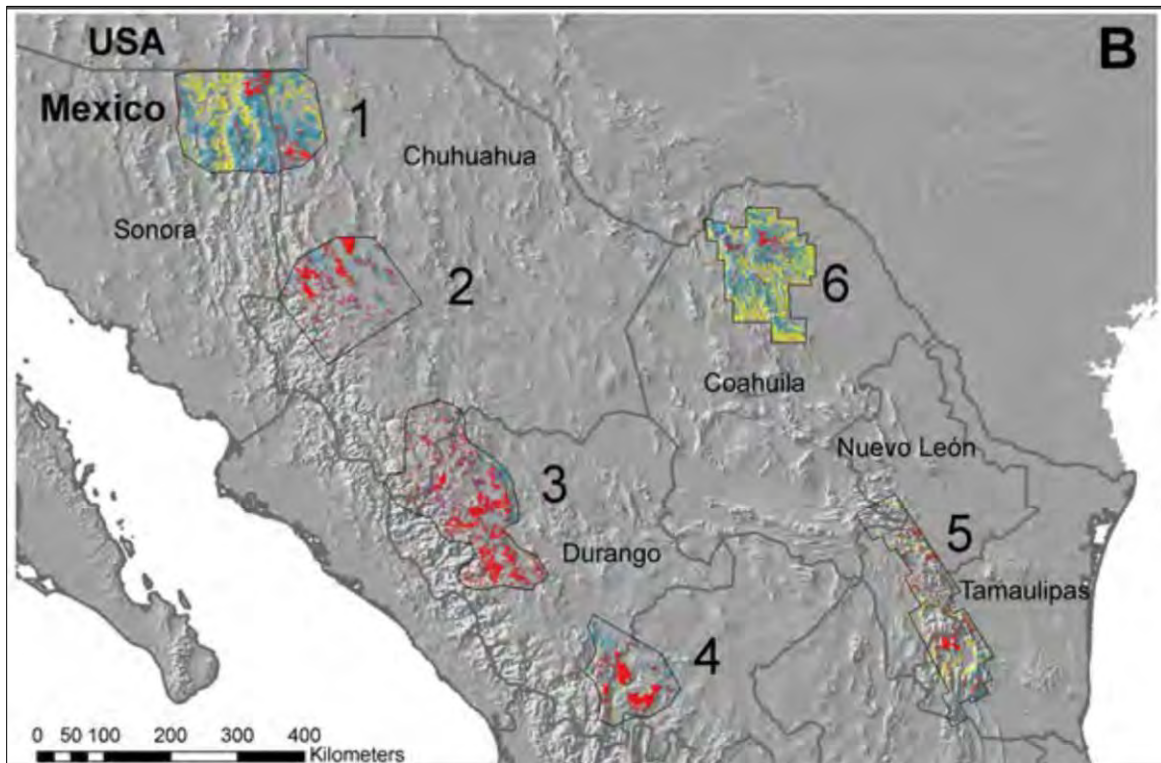 USA
B
Mexico
1
Chuhuahua
Sonora
2
6
Coahuila
Nuevo León
3
5
Durango
Tamaulipas
4
0 50 100 200 300 400
Kilometers